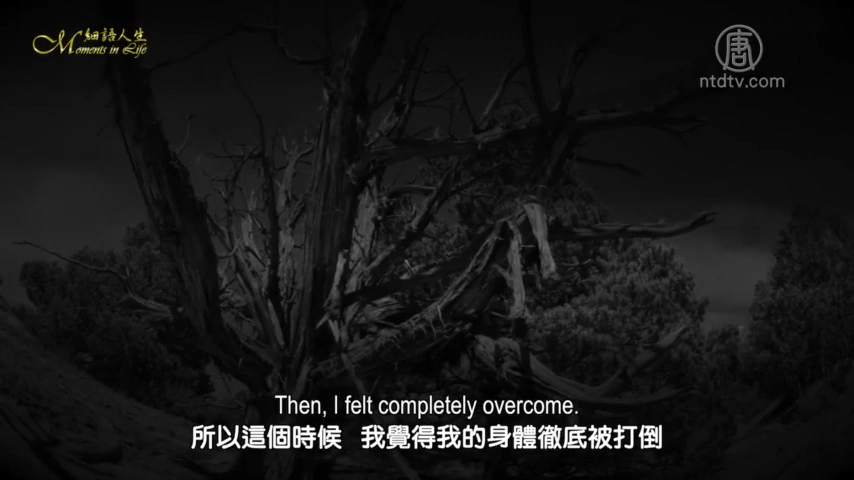 細語人生
Moments in Life
唐
ntdtv.com
Then, I felt completely overcome.
所以這個時候 我覺得我的身體徹底被打倒